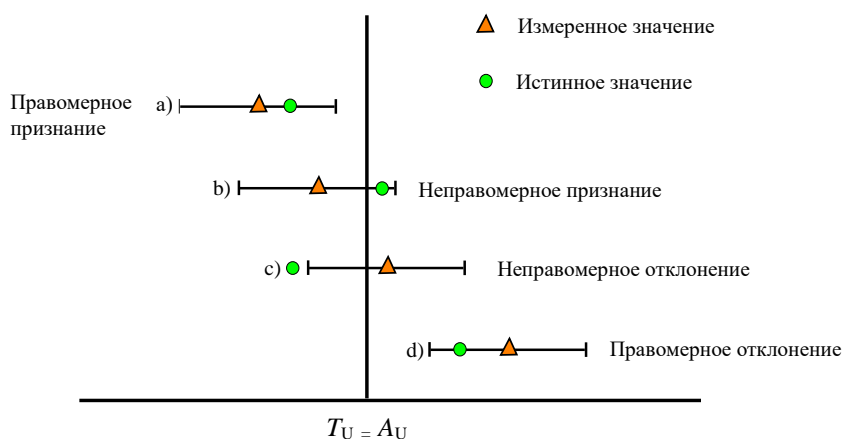 Измеренное значение
Истинное значение
Правомерное
признание
a)
b)
Неправомерное признание
c)
Неправомерное отклонение
d)
Правомерное отклонение
TU = AU